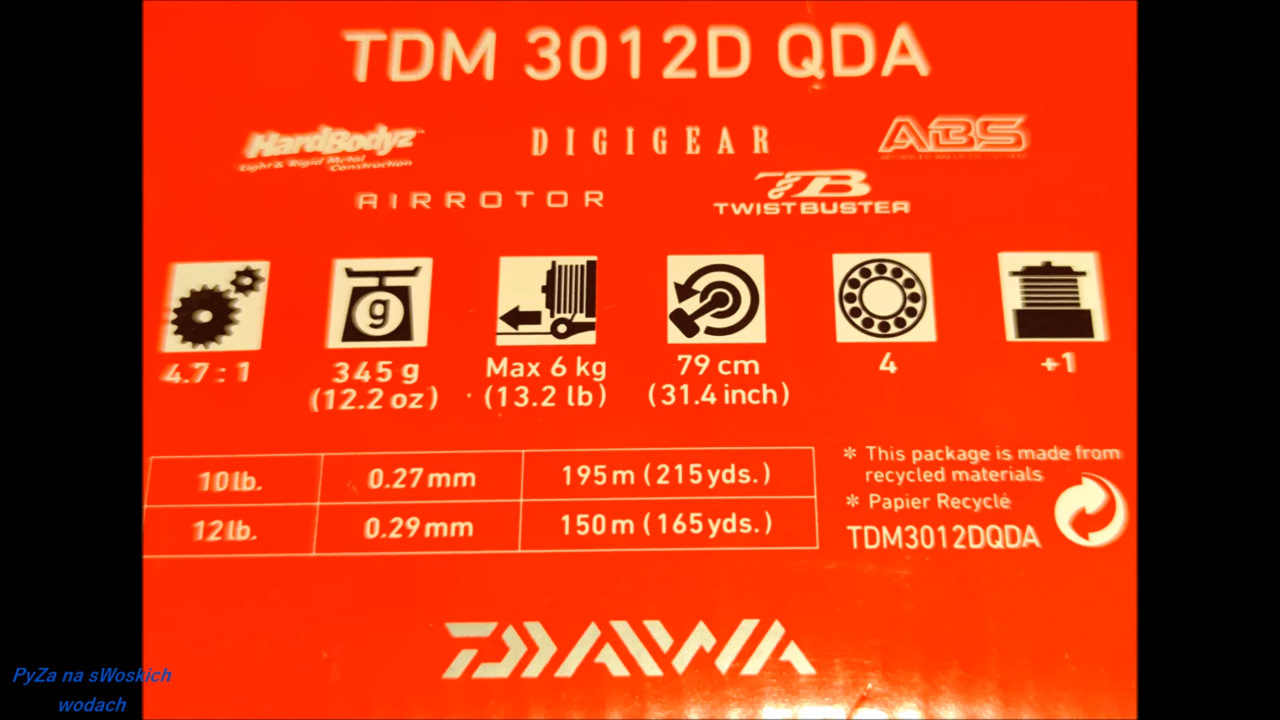 TDM 3012D QDA
HardBodyz™ DIGIGEAR ABS
Light & Rigid Metal
Construction
AIRROTOR TB
TWISTBUSTER
g
4.7 : 1 345 g Max 6 kg 79 cm 4 +1
(12.2 oz) (13.2 lb) (31.4 inch)
10 lb. 0.27 mm 195 m (215 yds.)
12 lb. 0.29 mm 150 m (165 yds.)
✻ This package is made from
recycled materials
✻ Papier Recyclé
TDM3012DQDA
DAIWA
PyZa na sWoskich
wodach